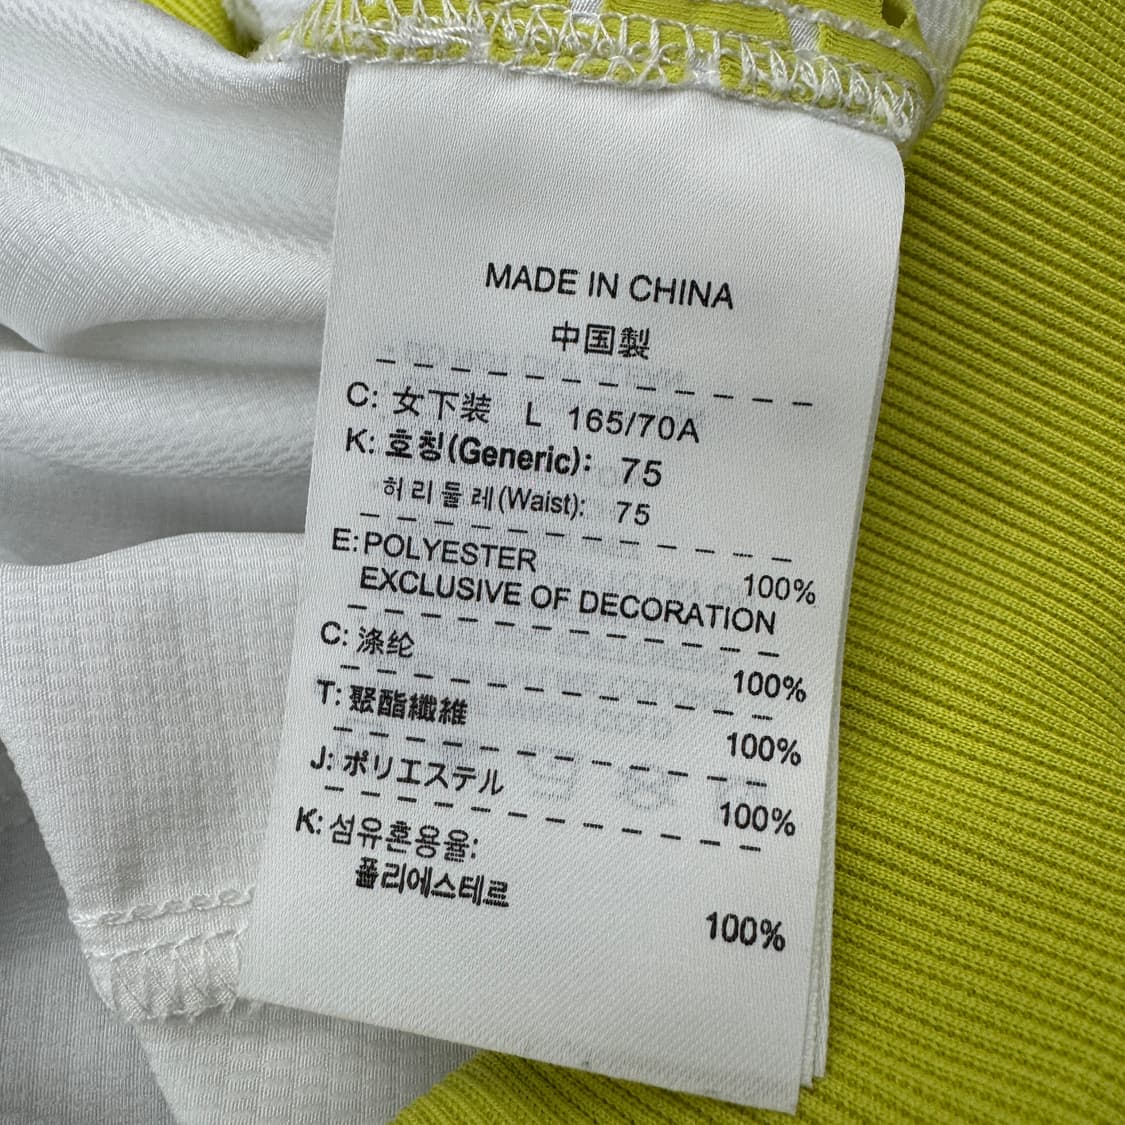 MADE IN CHINA
中国製
C: 女下装 L 165/70A
K: 호칭(Generic): 75
허리둘레(Waist): 75
E: POLYESTER 100%
EXCLUSIVE OF DECORATION
C: 涤纶 100%
T: 聚酯纖維 100%
J: ポリエステル 100%
K: 섬유혼용율:
폴리에스테르 100%